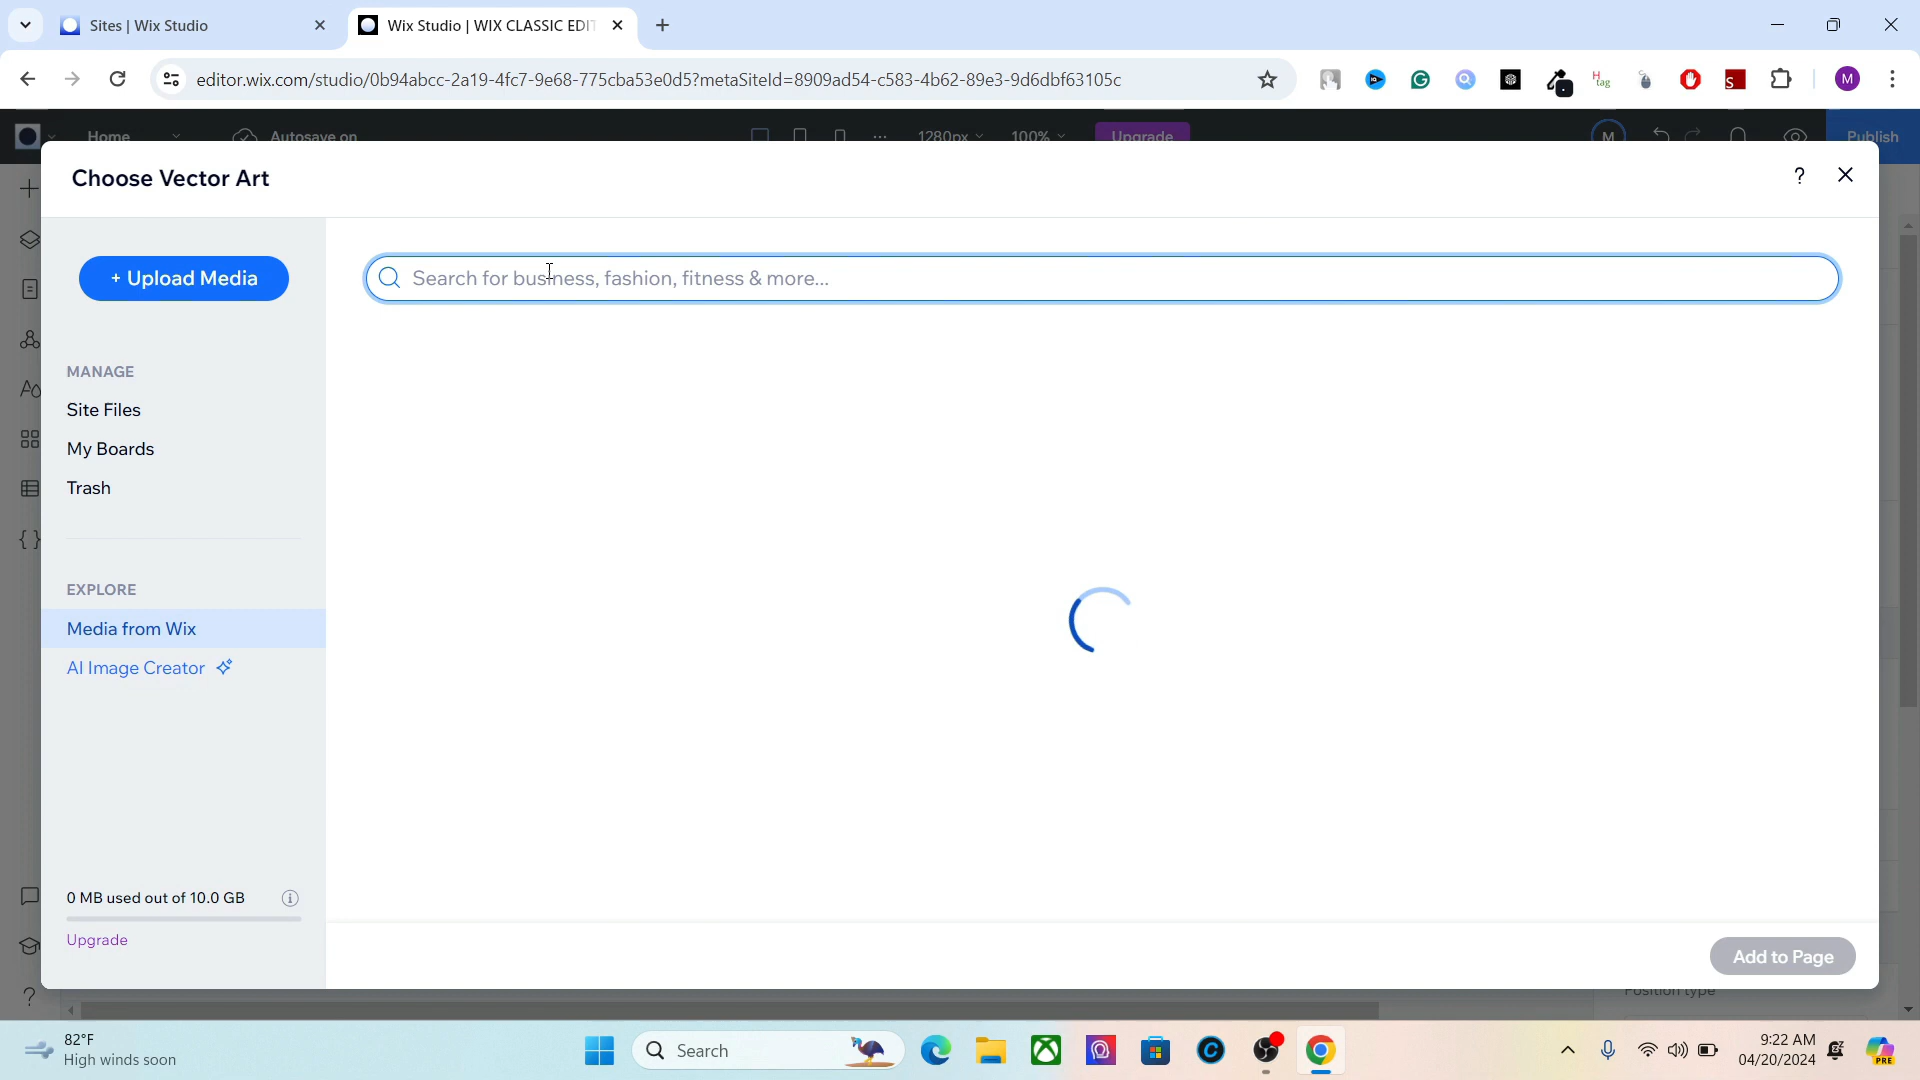 Sites | Wix Studio
Wix Studio | WIX CLASSIC EDIT
editor.wix.com/studio/0b94abcc-2a19-4fc7-9e68-775cba53e0d5?metaSiteId=8909ad54-c583-4b62-89e3-9d6dbf63105c
H tag
S
M
Home
Autosave on
1280px
100%
Upgrade
M
Publish
Choose Vector Art
?
+ Upload Media
Search for business, fashion, fitness & more...
MANAGE
Site Files
My Boards
Trash
EXPLORE
Media from Wix
AI Image Creator
0 MB used out of 10.0 GB
Upgrade
Add to Page
Position type
82°F
High winds soon
Search
9:22 AM
04/20/2024
PRE